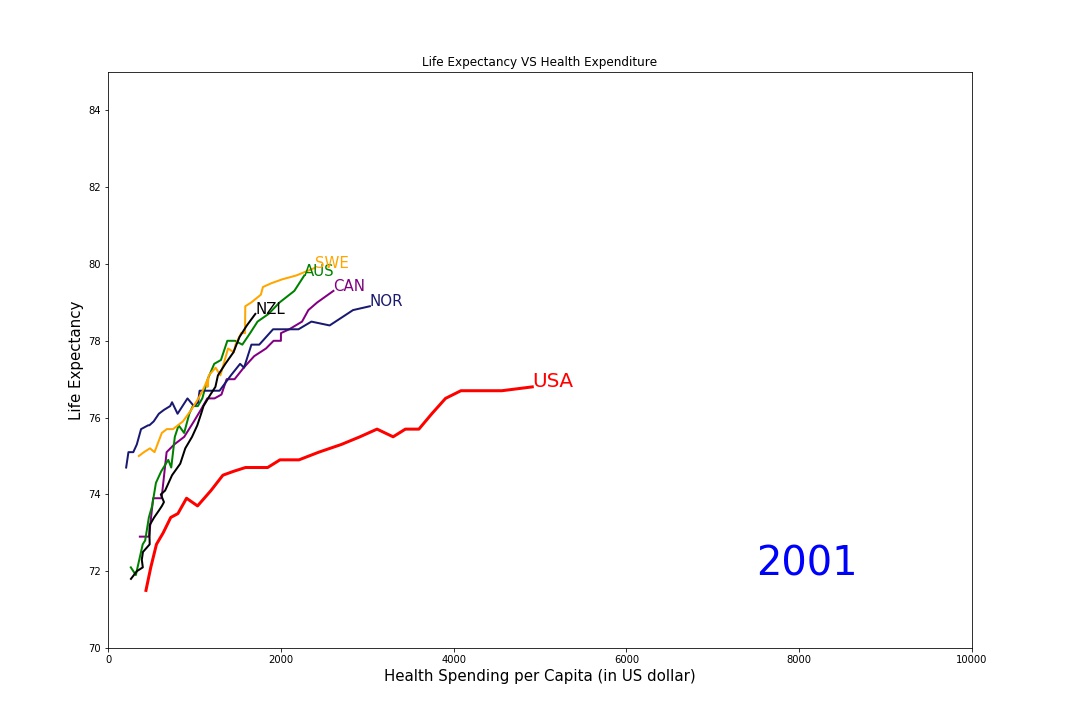 Life Expectancy VS Health Expenditure
84
82
80
78
76
74
72
70
Life Expectancy
SWE
AUS
CAN
NOR
NZL
USA
2001
0 2000 4000 6000 8000 10000
Health Spending per Capita (in US dollar)